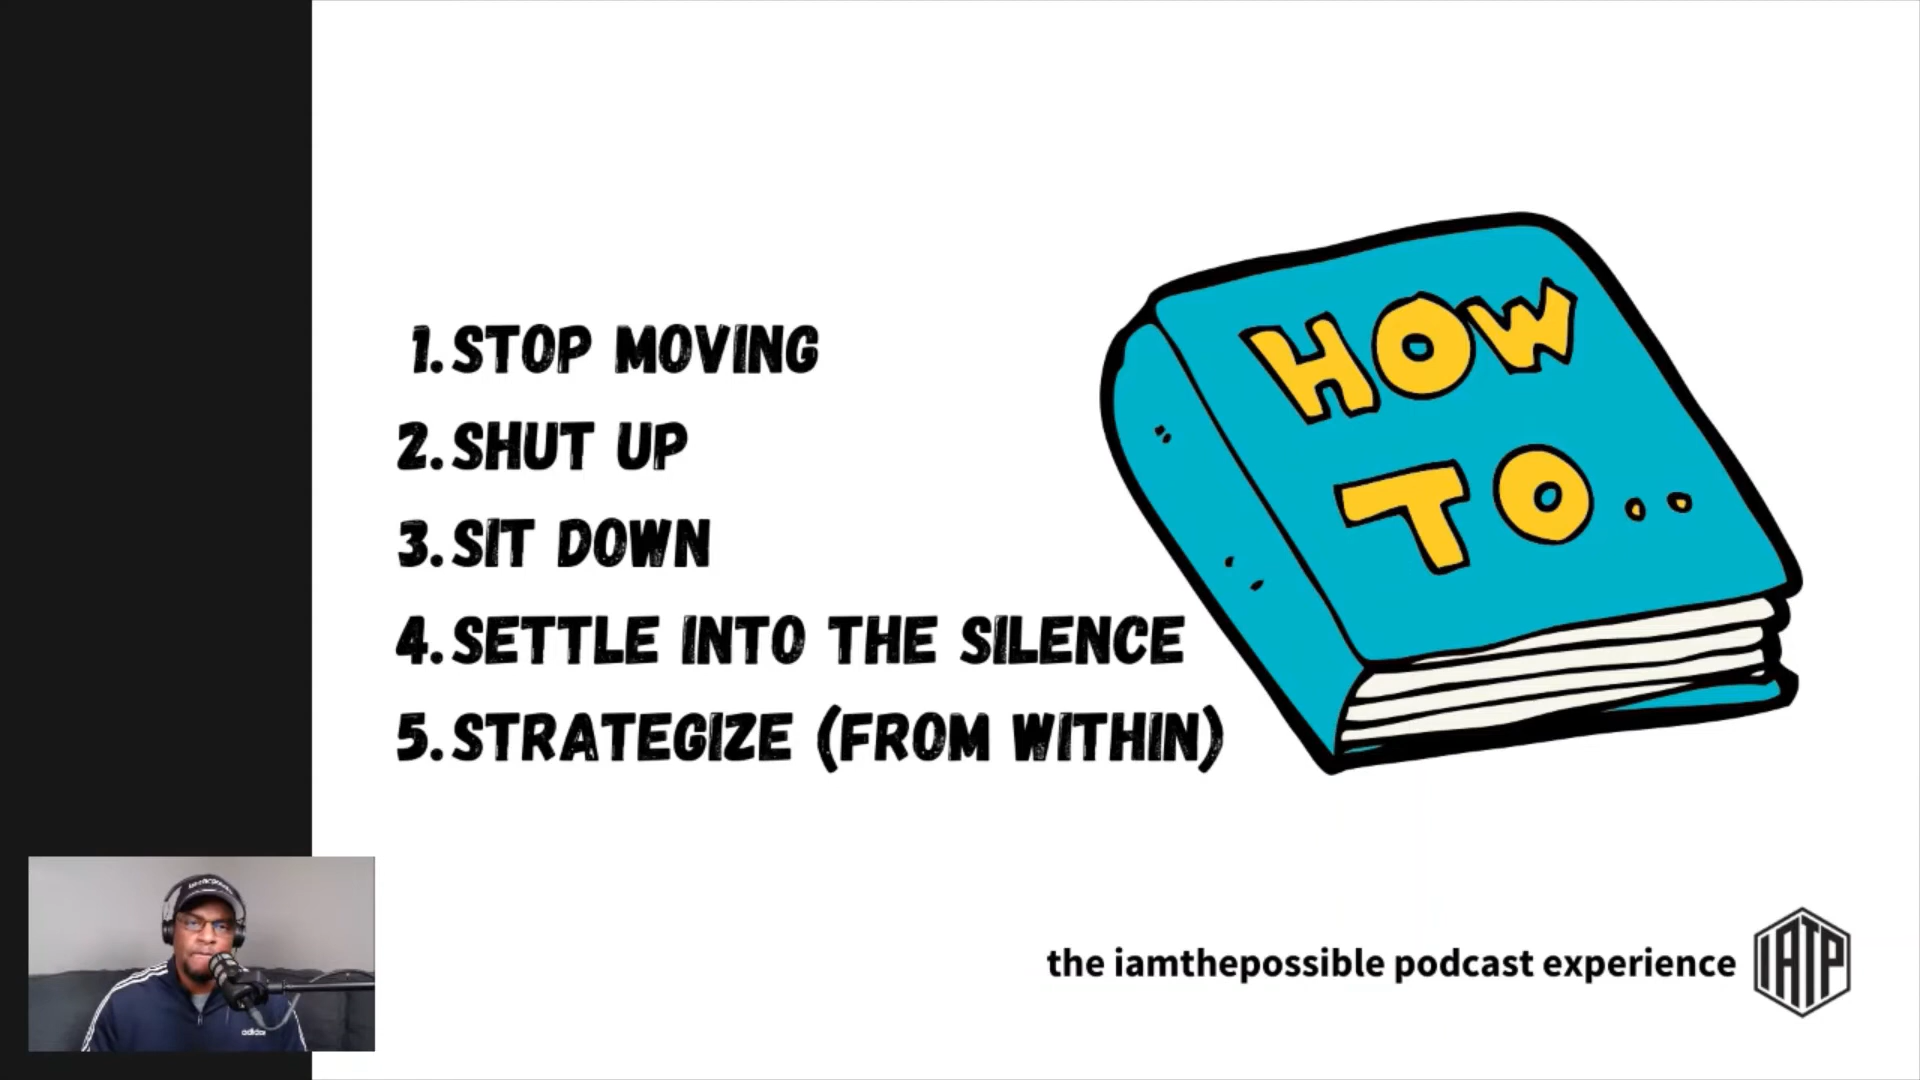 1. STOP MOVING
2. SHUT UP
3. SIT DOWN
4. SETTLE INTO THE SILENCE
5. STRATEGIZE (FROM WITHIN)
HOW
TO..
the iamthepossible podcast experience
IATP
adidas